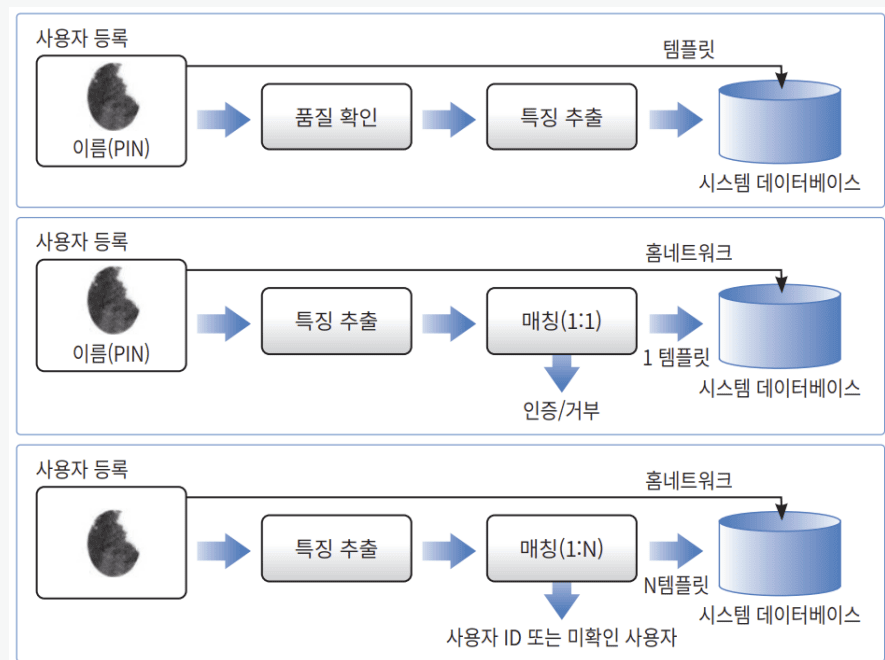 사용자 등록
템플릿
이름(PIN)
품질 확인
특징 추출
시스템 데이터베이스
사용자 등록
홈네트워크
이름(PIN)
특징 추출
매칭(1:1)
1 템플릿
인증/거부
시스템 데이터베이스
사용자 등록
홈네트워크
특징 추출
매칭(1:N)
N템플릿
사용자 ID 또는 미확인 사용자
시스템 데이터베이스